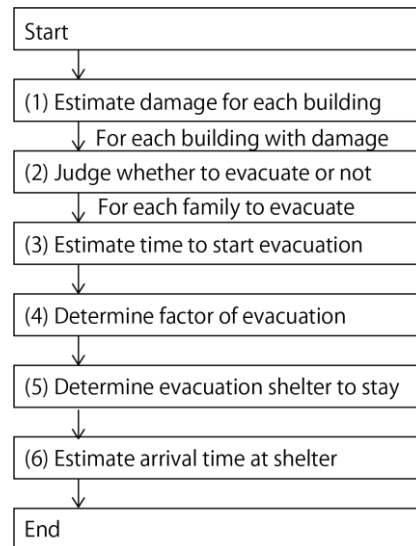 Start
(1) Estimate damage for each building
For each building with damage
(2) Judge whether to evacuate or not
For each family to evacuate
(3) Estimate time to start evacuation
(4) Determine factor of evacuation
(5) Determine evacuation shelter to stay
(6) Estimate arrival time at shelter
End